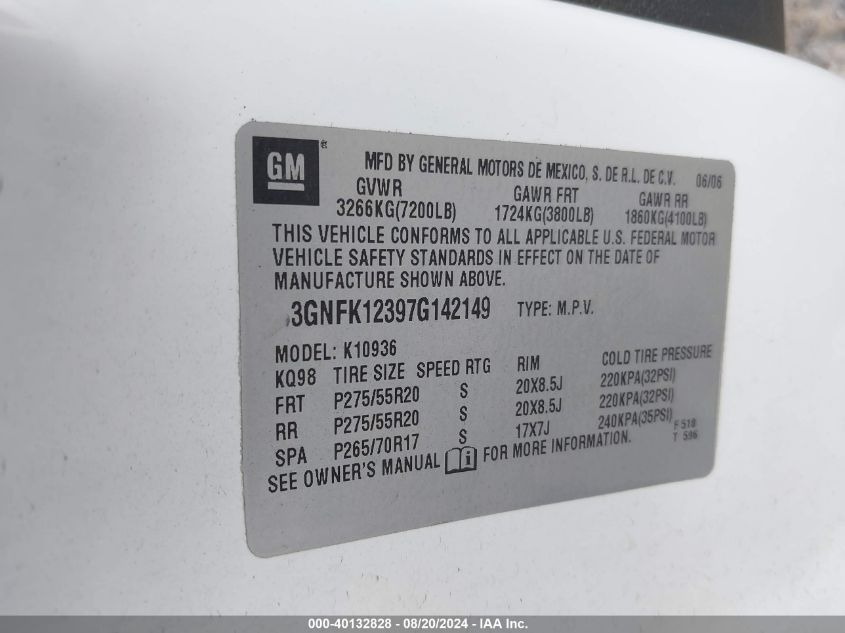 GM ®
MFD BY GENERAL MOTORS DE MEXICO, S. DE R.L. DE C.V. 06/06
GVWR GAWR FRT GAWR RR
3266KG(7200LB) 1724KG(3800LB) 1860KG(4100LB)
THIS VEHICLE CONFORMS TO ALL APPLICABLE U.S. FEDERAL MOTOR
VEHICLE SAFETY STANDARDS IN EFFECT ON THE DATE OF
MANUFACTURE SHOWN ABOVE.
3GNFK12397G142149 TYPE: M.P.V.
MODEL: K10936
KQ98 TIRE SIZE SPEED RTG RIM COLD TIRE PRESSURE
FRT P275/55R20 S 20X8.5J 220KPA(32PSI)
RR P275/55R20 S 20X8.5J 220KPA(32PSI)
SPA P265/70R17 S 17X7J 240KPA(35PSI)
SEE OWNER'S MANUAL FOR MORE INFORMATION.
F 510
T 596
000-40132828 - 08/20/2024 - IAA Inc.